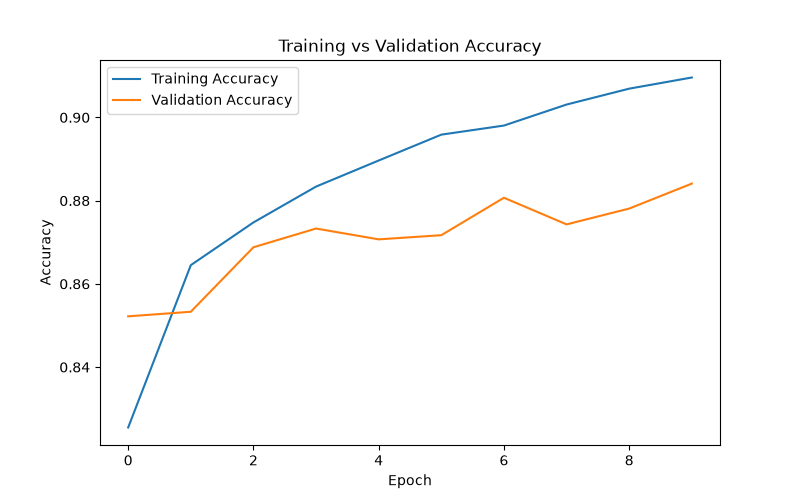 Training vs Validation Accuracy
Training Accuracy
Validation Accuracy
0.90
0.88
0.86
0.84
Accuracy
0 2 4 6 8
Epoch